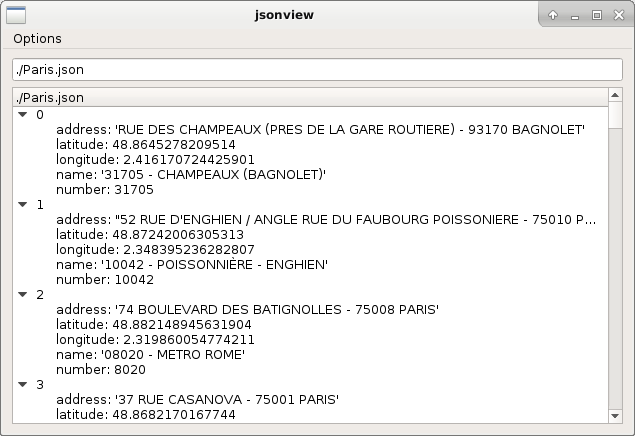 jsonview
Options
./Paris.json
./Paris.json
0
address: 'RUE DES CHAMPEAUX (PRES DE LA GARE ROUTIERE) - 93170 BAGNOLET'
latitude: 48.8645278209514
longitude: 2.416170724425901
name: '31705 - CHAMPEAUX (BAGNOLET)'
number: 31705
1
address: "52 RUE D'ENGHIEN / ANGLE RUE DU FAUBOURG POISSONIERE - 75010 P...
latitude: 48.87242006305313
longitude: 2.348395236282807
name: '10042 - POISSONNIÈRE - ENGHIEN'
number: 10042
2
address: '74 BOULEVARD DES BATIGNOLLES - 75008 PARIS'
latitude: 48.882148945631904
longitude: 2.319860054774211
name: '08020 - METRO ROME'
number: 8020
3
address: '37 RUE CASANOVA - 75001 PARIS'
latitude: 48.8682170167744